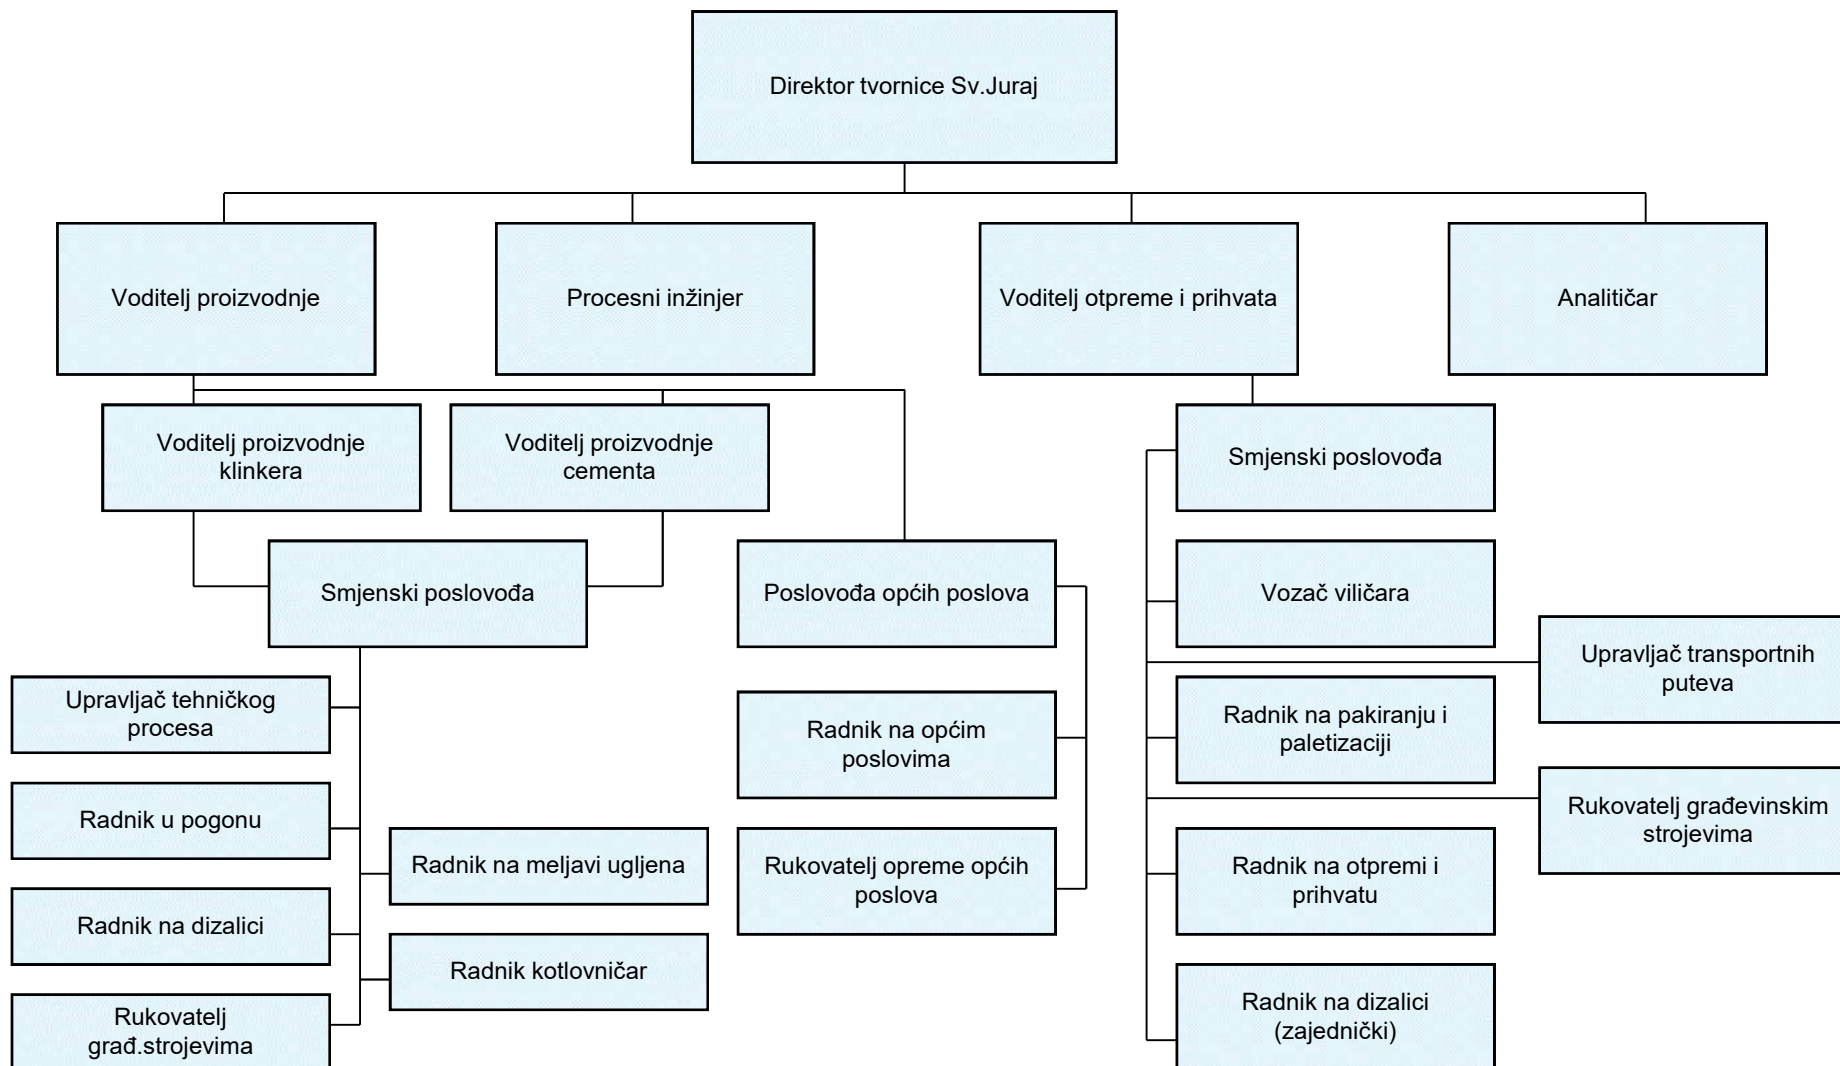 Direktor tvornice Sv.Juraj
Voditelj proizvodnje
Procesni inžinjer
Voditelj otpreme i prihvata
Analitičar
Voditelj proizvodnje
klinkera
Voditelj proizvodnje
cementa
Smjenski poslovođa
Smjenski poslovođa
Poslovođa općih poslova
Vozač viličara
Upravljač transportnih
puteva
Upravljač tehničkog
procesa
Radnik na općim
poslovima
Radnik na pakiranju i
paletizaciji
Radnik u pogonu
Rukovatelj građevinskim
strojevima
Radnik na meljavi ugljena
Rukovatelj opreme općih
poslova
Radnik na otpremi i
prihvatu
Radnik na dizalici
Radnik kotlovničar
Rukovatelj
građ.strojevima
Radnik na dizalici
(zajednički)